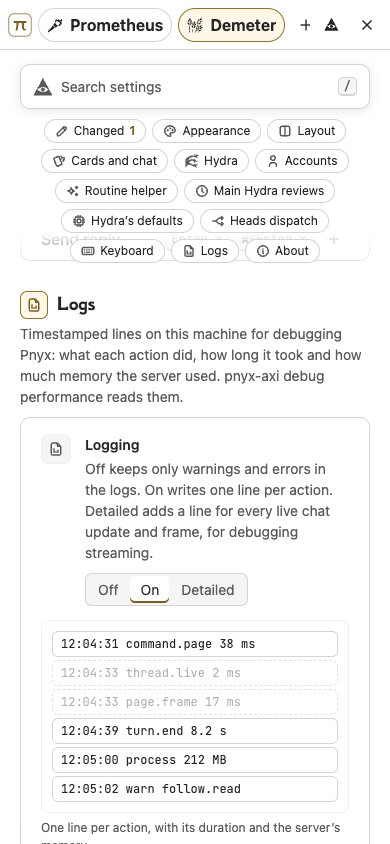 π Prometheus Demeter
Search settings /
Changed 1 Appearance Layout
Cards and chat Hydra Accounts
Routine helper Main Hydra reviews
Hydra's defaults Heads dispatch
Send reply
Keyboard Logs About
Logs
Timestamped lines on this machine for debugging
Pnyx: what each action did, how long it took and how
much memory the server used. pnyx-axi debug
performance reads them.
Logging
Off keeps only warnings and errors in
the logs. On writes one line per action.
Detailed adds a line for every live chat
update and frame, for debugging
streaming.
Off On Detailed
12:04:31 command.page 38 ms
12:04:33 thread.live 2 ms
12:04:33 page.frame 17 ms
12:04:39 turn.end 8.2 s
12:05:00 process 212 MB
12:05:02 warn follow.read
One line per action, with its duration and the server's